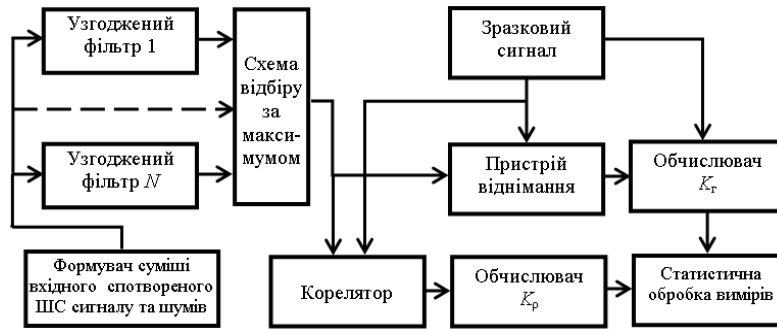 Узгоджений
фільтр 1
Схема
відбіру
за
макси-
мумом
Зразковий
сигнал
Узгоджений
фільтр N
Пристрій
віднімання
Обчислювач
Kг
Формувач суміші
вхідного спотвореного
ШС сигналу та шумів
Корелятор
Обчислювач
Kρ
Статистична
обробка вимірів